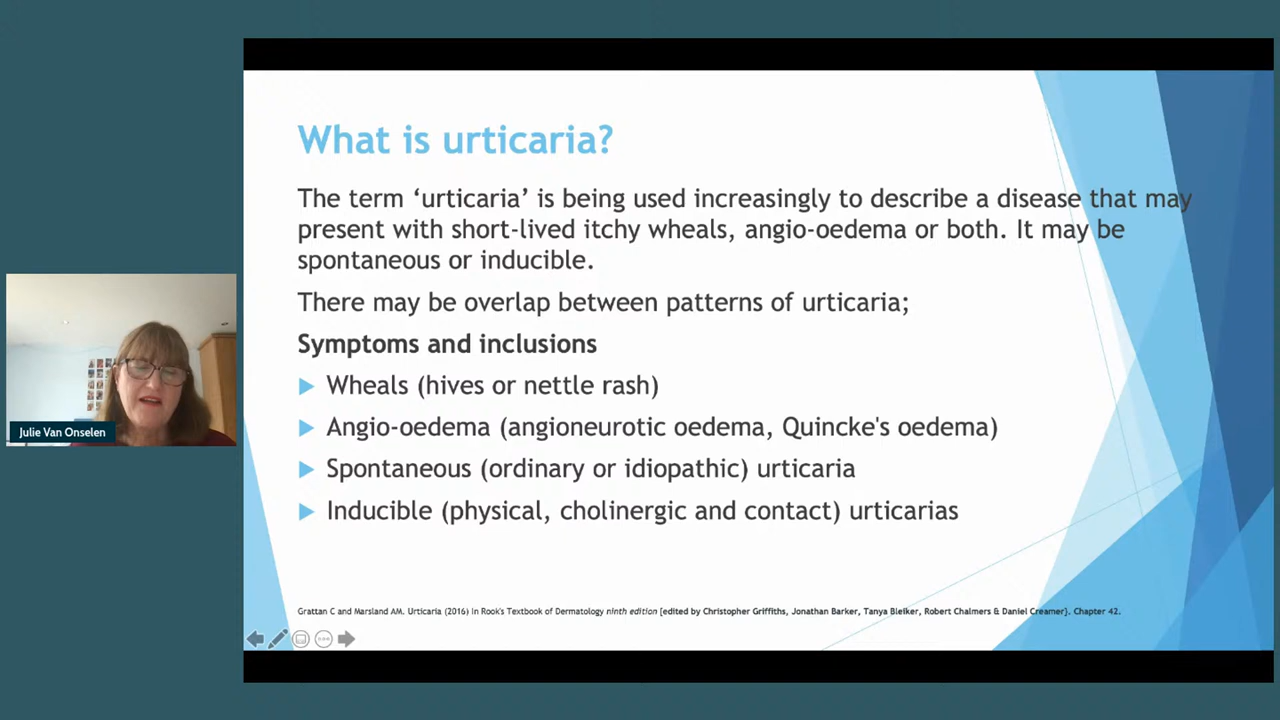 What is urticaria?
The term ‘urticaria’ is being used increasingly to describe a disease that may
present with short-lived itchy wheals, angio-oedema or both. It may be
spontaneous or inducible.
There may be overlap between patterns of urticaria;
Symptoms and inclusions
Wheals (hives or nettle rash)
Angio-oedema (angioneurotic oedema, Quincke's oedema)
Spontaneous (ordinary or idiopathic) urticaria
Inducible (physical, cholinergic and contact) urticarias
Grattan C and Marsland AM. Urticaria (2016) in Rook's Textbook of Dermatology ninth edition [edited by Christopher Griffiths, Jonathan Barker, Tanya Bleiker, Robert Chalmers & Daniel Creamer}. Chapter 42.
Julie Van Onselen